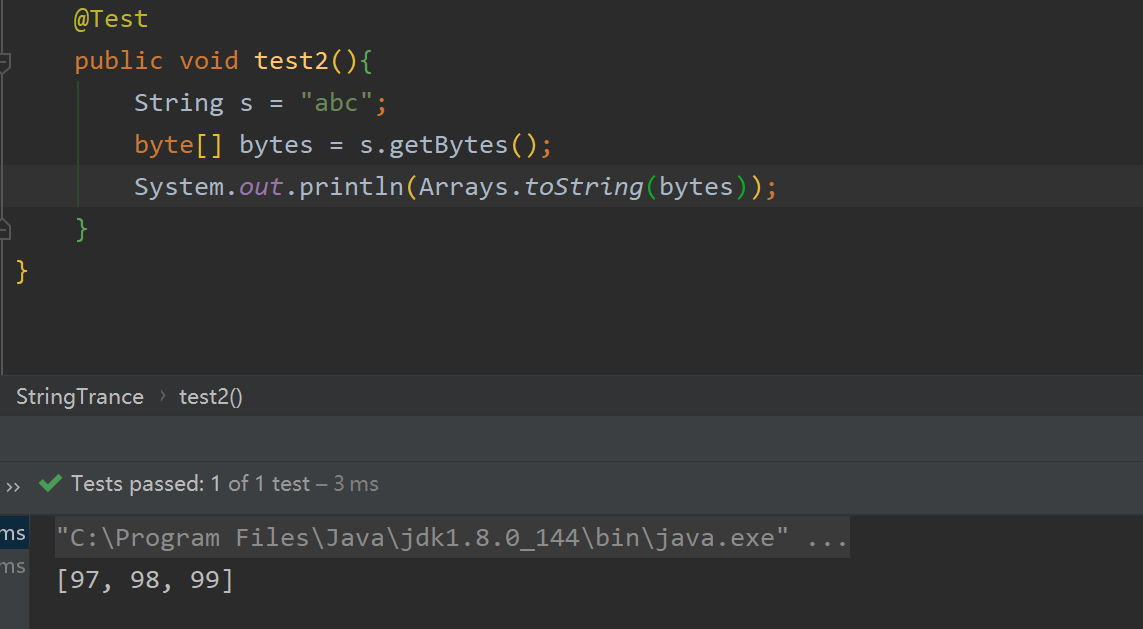 @Test
public void test2(){
String s = "abc";
byte[] bytes = s.getBytes();
System.out.println(Arrays.toString(bytes));
}
}
StringTrance › test2()
›› Tests passed: 1 of 1 test – 3 ms
ms "C:\Program Files\Java\jdk1.8.0_144\bin\java.exe" ...
ms [97, 98, 99]